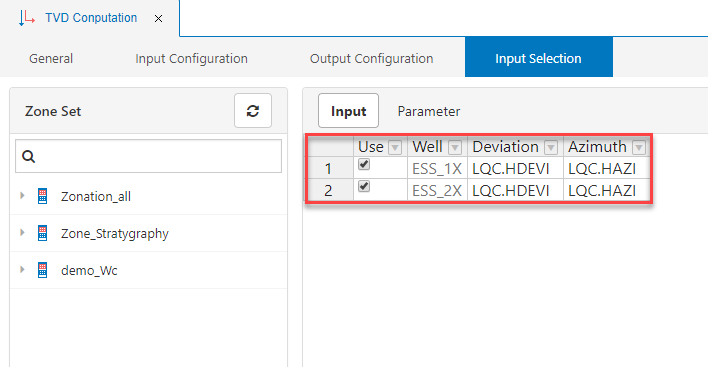 TVD Conputation
General Input Configuration Output Configuration Input Selection
Zone Set
Zonation_all
Zone_Stratygraphy
demo_Wc
Input Parameter
Use Well Deviation Azimuth
1 ESS_1X LQC.HDEVI LQC.HAZI
2 ESS_2X LQC.HDEVI LQC.HAZI